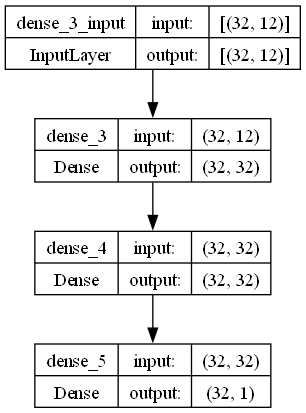 dense_3_input input: [(32, 12)]
InputLayer output: [(32, 12)]
dense_3 input: (32, 12)
Dense output: (32, 32)
dense_4 input: (32, 32)
Dense output: (32, 32)
dense_5 input: (32, 32)
Dense output: (32, 1)